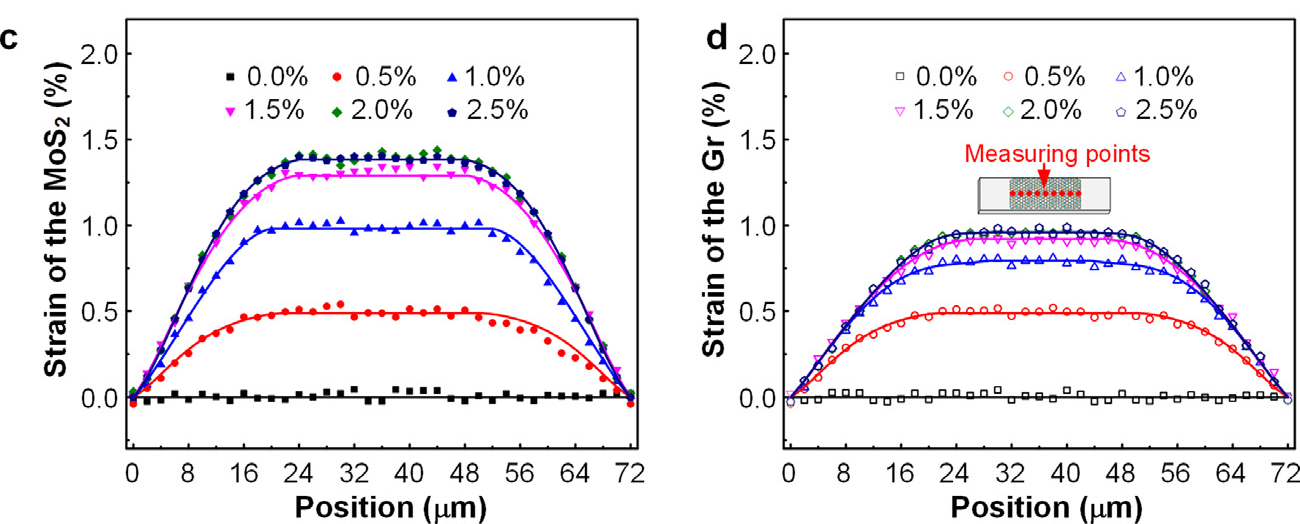 c
Strain of the MoS2 (%)
2.0
1.5
1.0
0.5
0.0
0.0% 0.5% 1.0%
1.5% 2.0% 2.5%
0 8 16 24 32 40 48 56 64 72
Position (μm)
d
Strain of the Gr (%)
2.0
1.5
1.0
0.5
0.0
0.0% 0.5% 1.0%
1.5% 2.0% 2.5%
Measuring points
0 8 16 24 32 40 48 56 64 72
Position (μm)